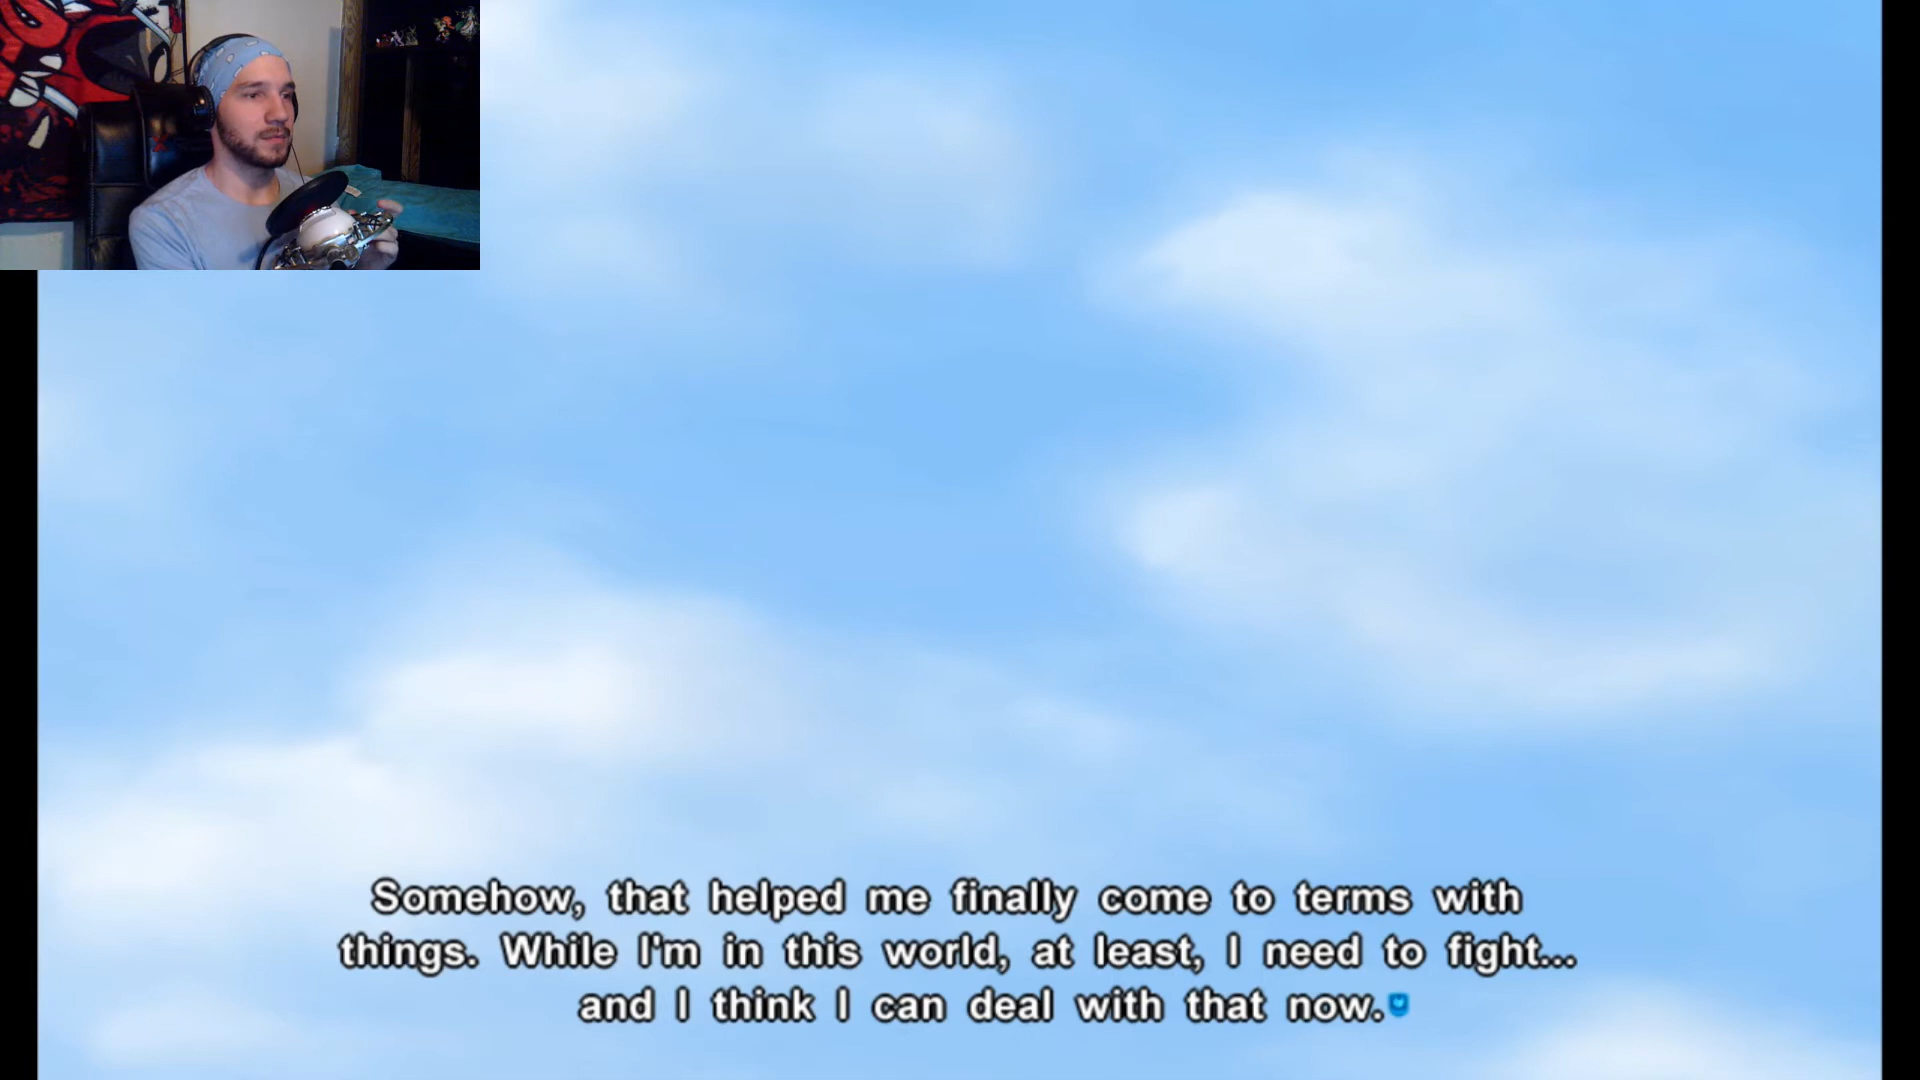 Somehow, that helped me finally come to terms with
things. While I'm in this world, at least, I need to fight...
and I think I can deal with that now.